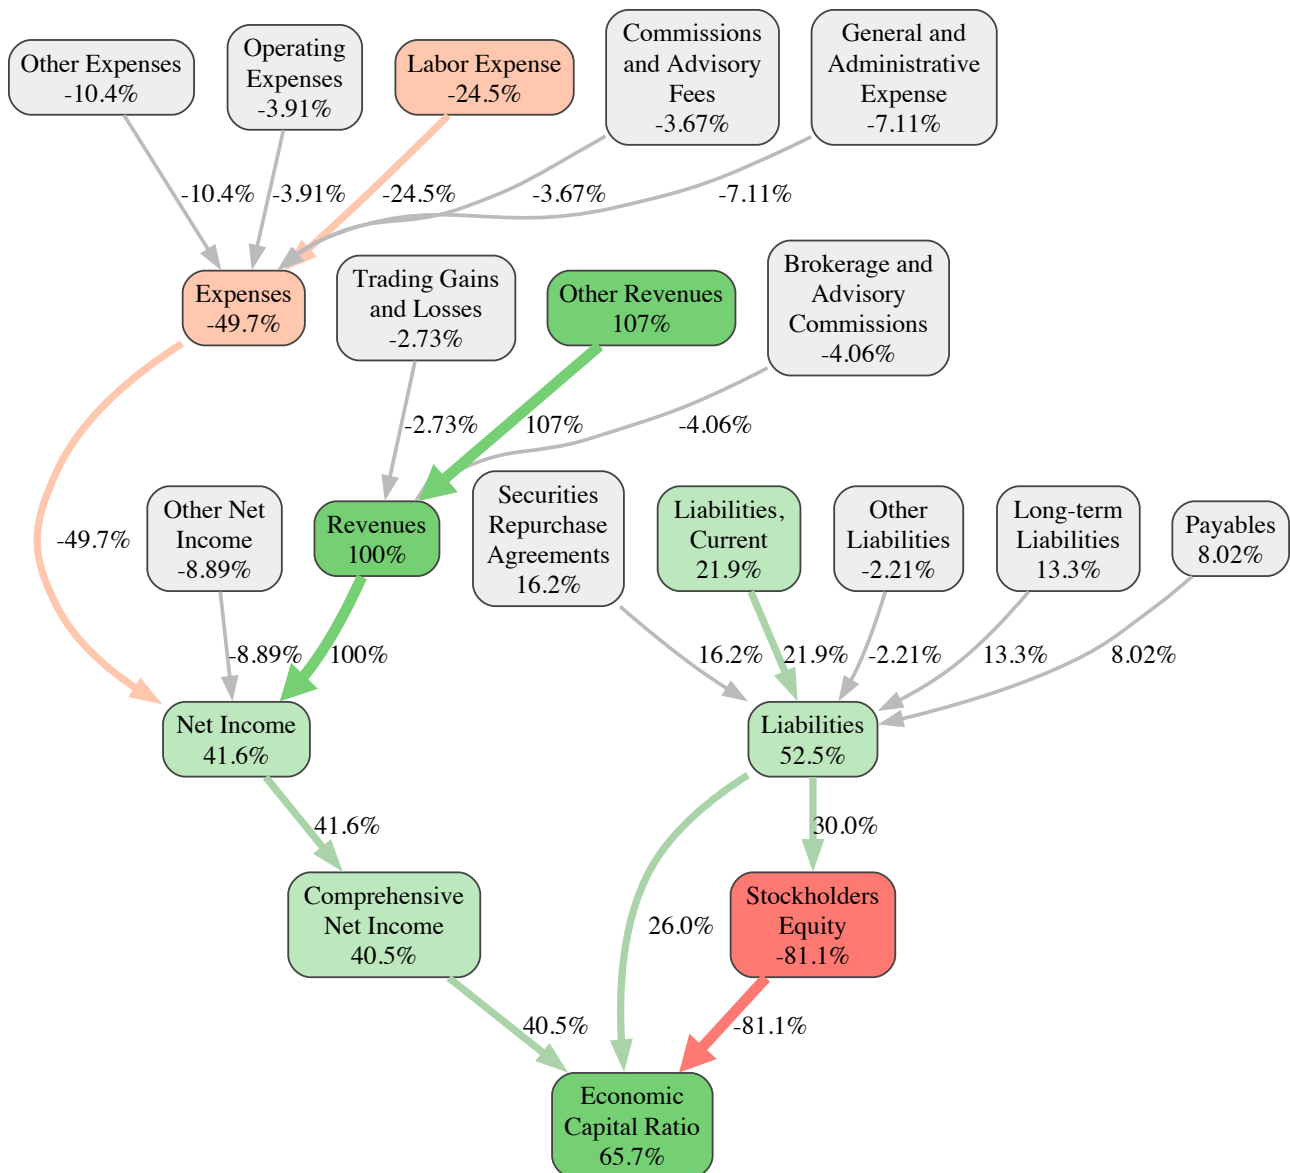 Other Expenses
-10.4%
Operating
Expenses
-3.91%
Labor Expense
-24.5%
Commissions
and Advisory
Fees
-3.67%
General and
Administrative
Expense
-7.11%
-10.4%
-3.91%
-24.5%
-3.67%
-7.11%
Expenses
-49.7%
Trading Gains
and Losses
-2.73%
Other Revenues
107%
Brokerage and
Advisory
Commissions
-4.06%
-2.73%
107%
-4.06%
-49.7%
Other Net
Income
-8.89%
Revenues
100%
Securities
Repurchase
Agreements
16.2%
Liabilities,
Current
21.9%
Other
Liabilities
-2.21%
Long-term
Liabilities
13.3%
Payables
8.02%
-8.89%
100%
16.2%
21.9%
-2.21%
13.3%
8.02%
Net Income
41.6%
Liabilities
52.5%
41.6%
30.0%
Comprehensive
Net Income
40.5%
26.0%
Stockholders
Equity
-81.1%
40.5%
-81.1%
Economic
Capital Ratio
65.7%